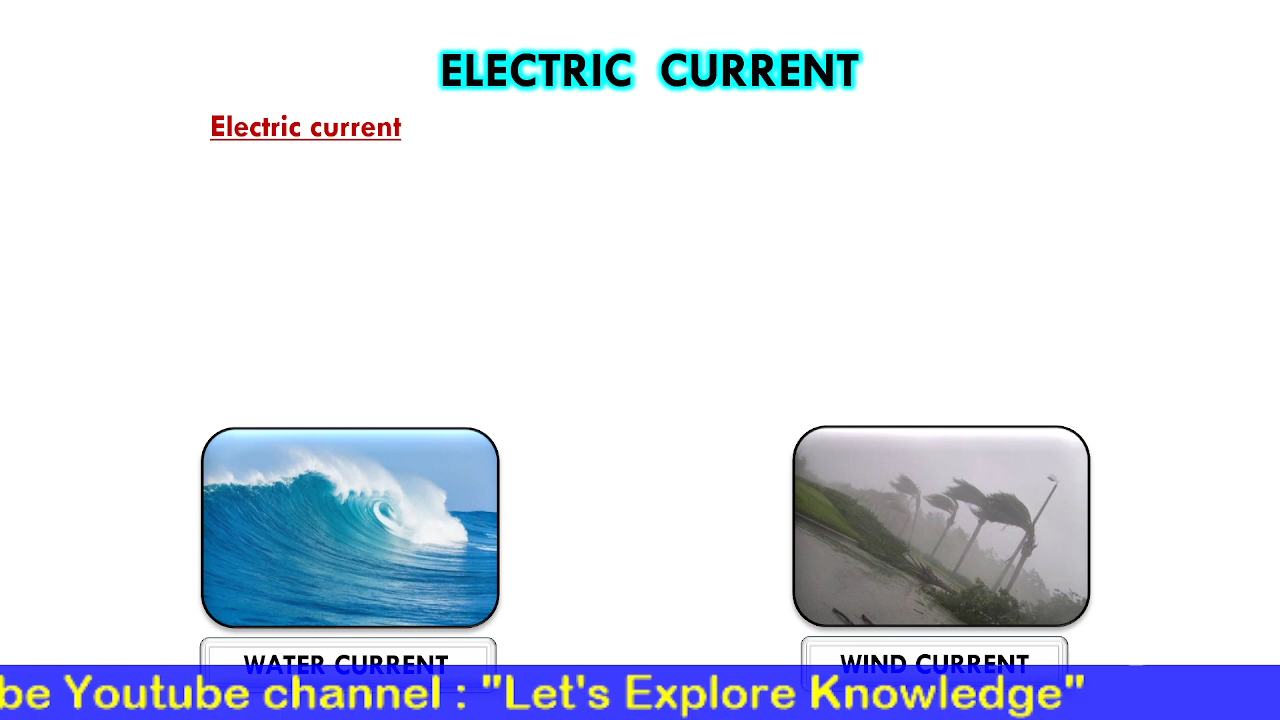 ELECTRIC CURRENT
Electric current
WATER CURRENT
WIND CURRENT
be Youtube channel : "Let's Explore Knowledge"